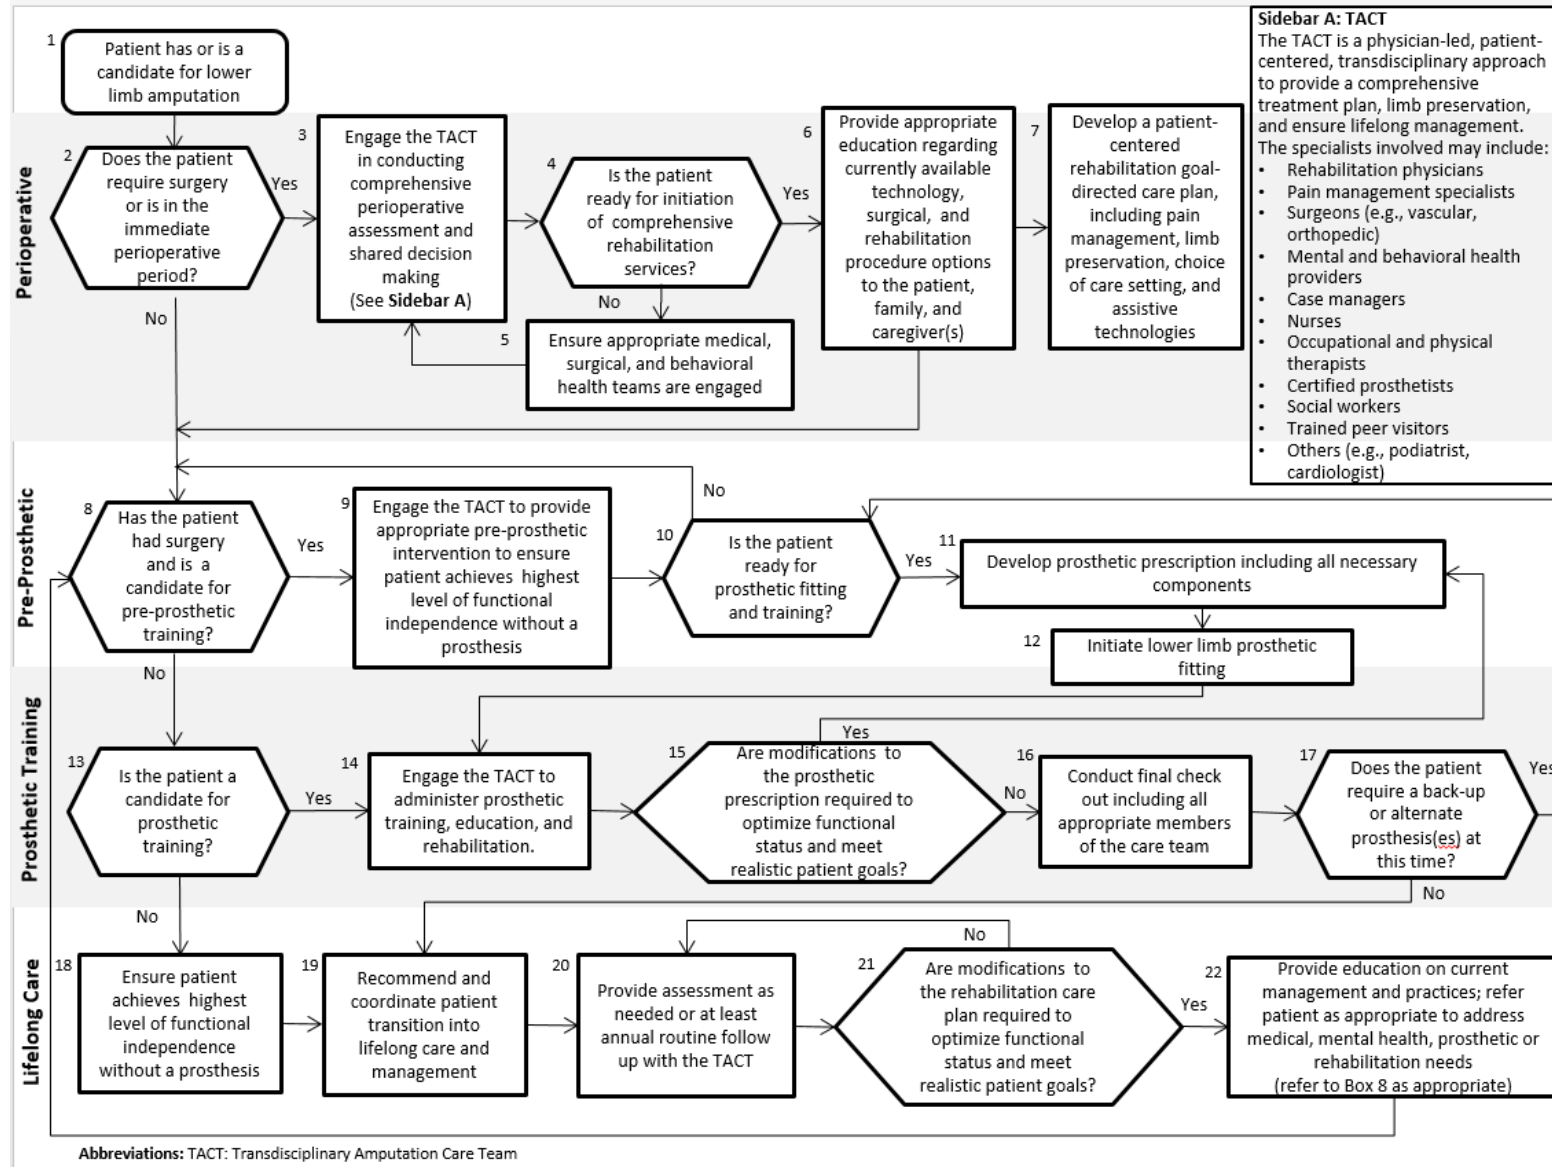 1
Patient has or is a
candidate for lower
limb amputation
Perioperative
2
Does the patient
require surgery
or is in the
immediate
perioperative
period?
Yes
No
3
Engage the TACT
in conducting
comprehensive
perioperative
assessment and
shared decision
making
(See Sidebar A)
4
Is the patient
ready for initiation
of comprehensive
rehabilitation
services?
Yes
No
5
Ensure appropriate medical,
surgical, and behavioral
health teams are engaged
6
Provide appropriate
education regarding
currently available
technology,
surgical, and
rehabilitation
procedure options
to the patient,
family, and
caregiver(s)
7
Develop a patient-
centered
rehabilitation goal-
directed care plan,
including pain
management, limb
preservation, choice
of care setting, and
assistive
technologies
Sidebar A: TACT
The TACT is a physician-led, patient-
centered, transdisciplinary approach
to provide a comprehensive
treatment plan, limb preservation,
and ensure lifelong management.
The specialists involved may include:
• Rehabilitation physicians
• Pain management specialists
• Surgeons (e.g., vascular,
orthopedic)
• Mental and behavioral health
providers
• Case managers
• Nurses
• Occupational and physical
therapists
• Certified prosthetists
• Social workers
• Trained peer visitors
• Others (e.g., podiatrist,
cardiologist)
Pre-Prosthetic
8
Has the patient
had surgery
and is a
candidate for
pre-prosthetic
training?
Yes
No
9
Engage the TACT to provide
appropriate pre-prosthetic
intervention to ensure
patient achieves highest
level of functional
independence without a
prosthesis
10
Is the patient
ready for
prosthetic fitting
and training?
No
Yes
11
Develop prosthetic prescription including all necessary
components
12
Initiate lower limb prosthetic
fitting
Prosthetic Training
13
Is the patient a
candidate for
prosthetic
training?
Yes
No
14
Engage the TACT to
administer prosthetic
training, education, and
rehabilitation.
15
Yes
Are modifications to
the prosthetic
prescription required to
optimize functional
status and meet
realistic patient goals?
No
16
Conduct final check
out including all
appropriate members
of the care team
17
Does the patient
require a back-up
or alternate
prosthesis(es) at
this time?
Yes
No
Lifelong Care
18
Ensure patient
achieves highest
level of functional
independence
without a prosthesis
19
Recommend and
coordinate patient
transition into
lifelong care and
management
20
Provide assessment as
needed or at least
annual routine follow
up with the TACT
21
No
Are modifications to
the rehabilitation care
plan required to
optimize functional
status and meet
realistic patient goals?
Yes
22
Provide education on current
management and practices; refer
patient as appropriate to address
medical, mental health, prosthetic or
rehabilitation needs
(refer to Box 8 as appropriate)
Abbreviations: TACT: Transdisciplinary Amputation Care Team